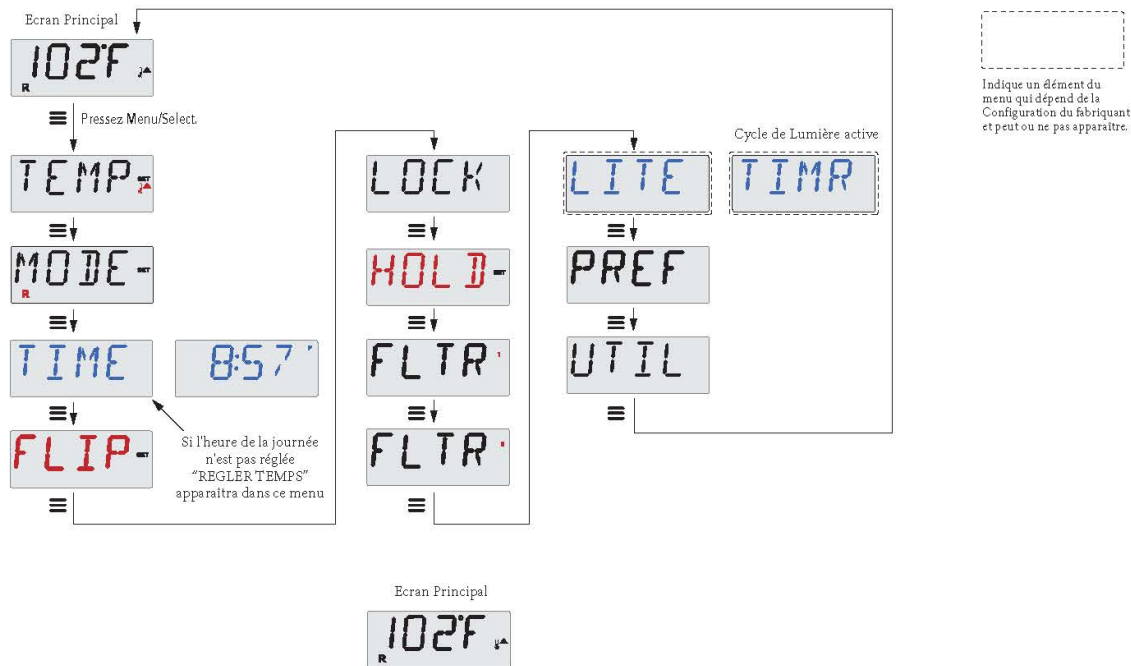 Ecran Principal
102°F
R
Pressez Menu/Select.
TEMP SET
MODE SET
R
TIME
8:57
FLIP SET
Si l'heure de la journée
n'est pas réglée
"REGLER TEMPS"
apparaîtra dans ce menu
LOCK
HOLD SET
FLTR 1
FLTR
Cycle de Lumière active
LITE
TIMR
PREF
UTIL
Indique un élément du
menu qui dépend de la
Configuration du fabriquant
et peut ou ne pas apparaître.
Ecran Principal
102°F
R